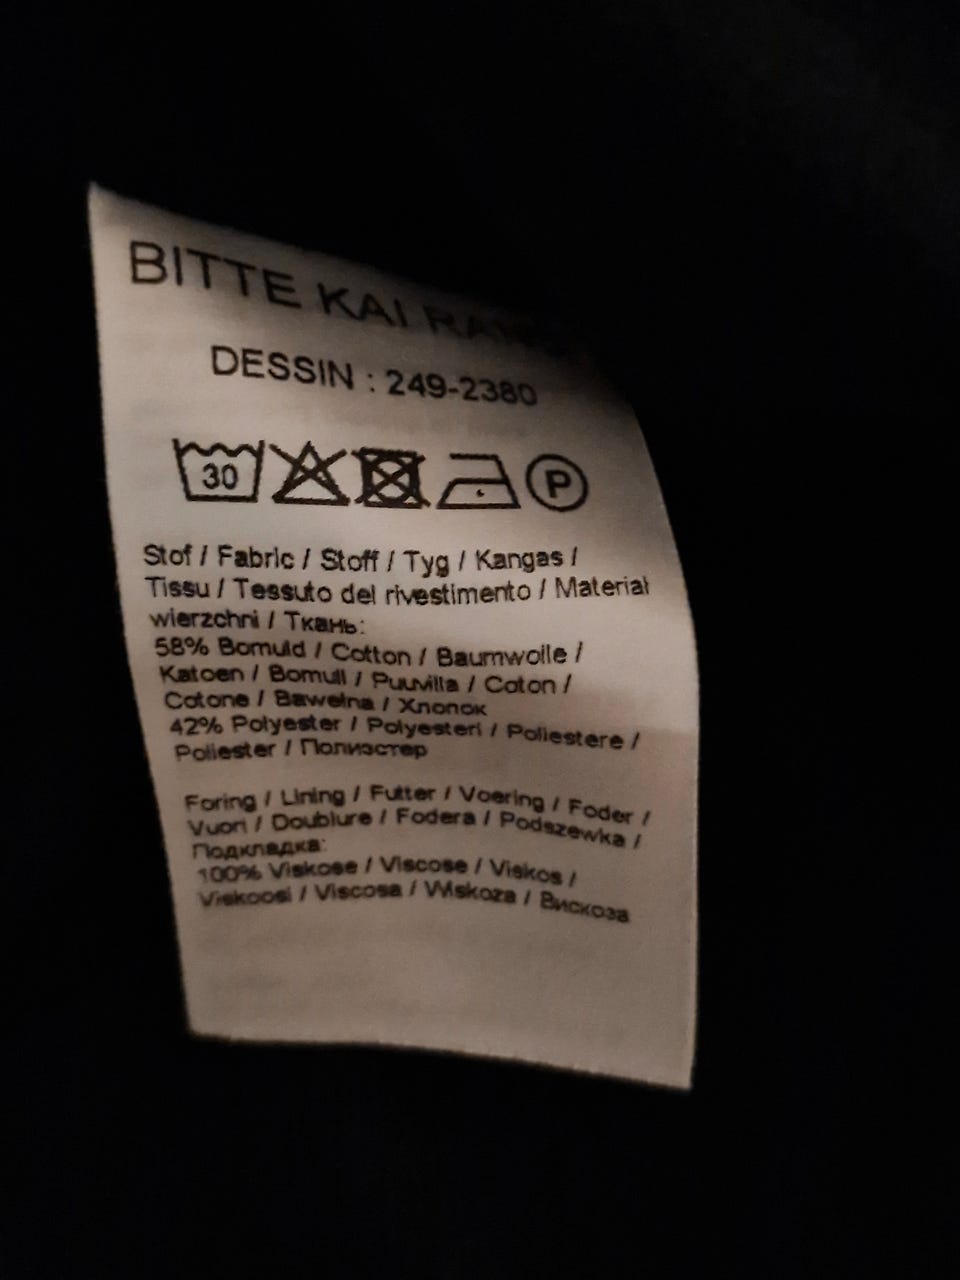 BITTE KAI RAND
DESSIN : 249-2380
30 P
Stof / Fabric / Stoff / Tyg / Kangas /
Tissu / Tessuto del rivestimento / Materiał
wierzchni / Ткань:
58% Bomuld / Cotton / Baumwolle /
Katoen / Bomull / Puuvilla / Coton /
Cotone / Bawełna / Хлопок
42% Polyester / Polyesteri / Poliestere /
Poliester / Полиэстер
Foring / Lining / Futter / Voering / Foder /
Vuori / Doublure / Fodera / Podszewka /
Подкладка:
100% Viskose / Viscose / Viskos /
Viskoosi / Viscosa / Wiskoza / Вискоза